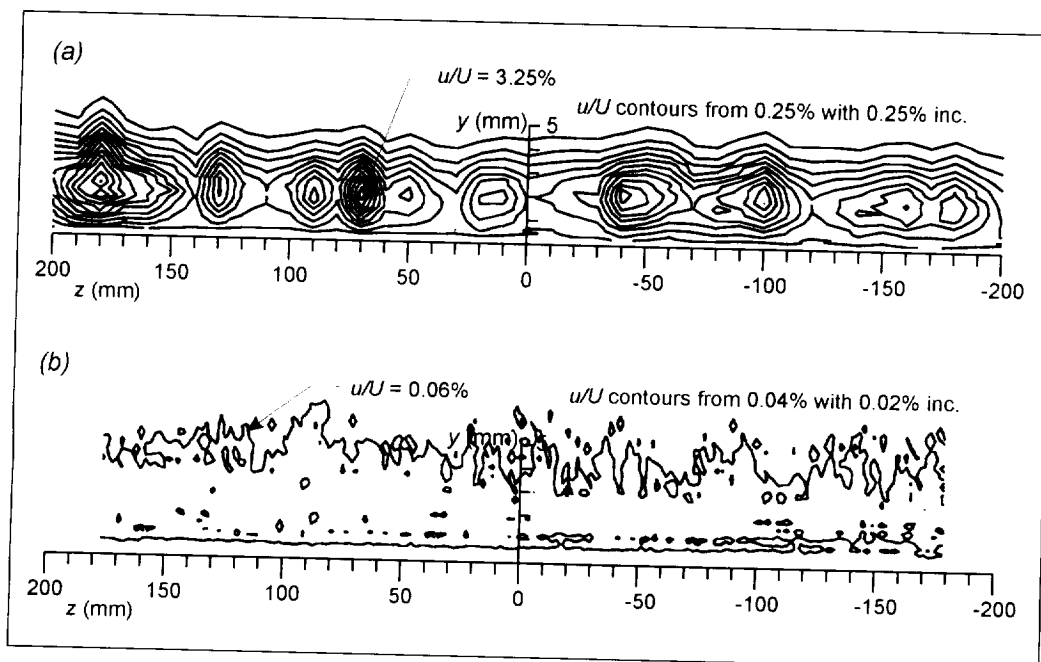 (a)
u/U = 3.25%
u/U contours from 0.25% with 0.25% inc.
y (mm) 5
200 150 100 50 0 -50 -100 -150 -200
z (mm)
(b)
u/U = 0.06%
u/U contours from 0.04% with 0.02% inc.
y (mm)
200 150 100 50 0 -50 -100 -150 -200
z (mm)